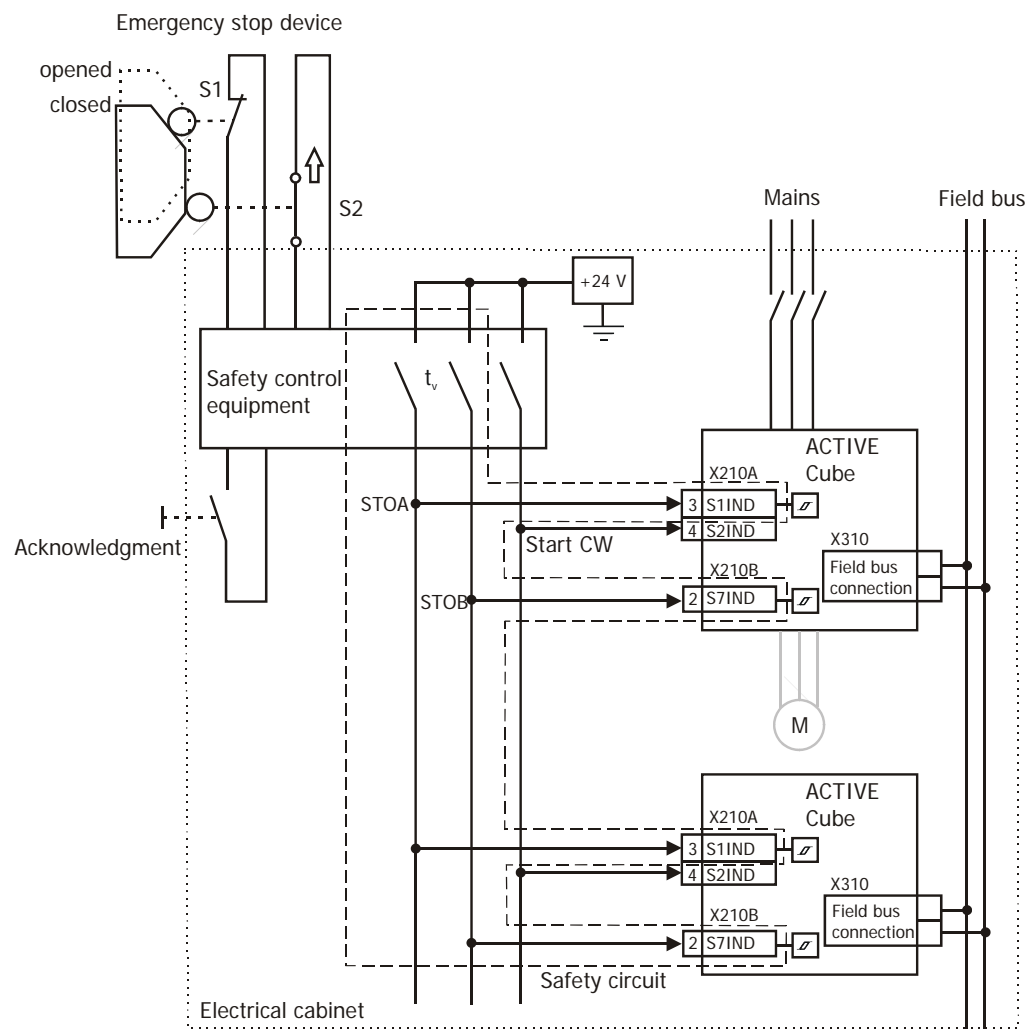 Emergency stop device
opened
closed
S1
S2
Mains
Field bus
+24 V
Safety control
equipment
tv
ACTIVE
Cube
X210A
3 S1IND
4 S2IND
STOA
Start CW
Acknowledgment
X310
Field bus
connection
X210B
2 S7IND
STOB
M
ACTIVE
Cube
X210A
3 S1IND
4 S2IND
X310
Field bus
connection
X210B
2 S7IND
Safety circuit
Electrical cabinet